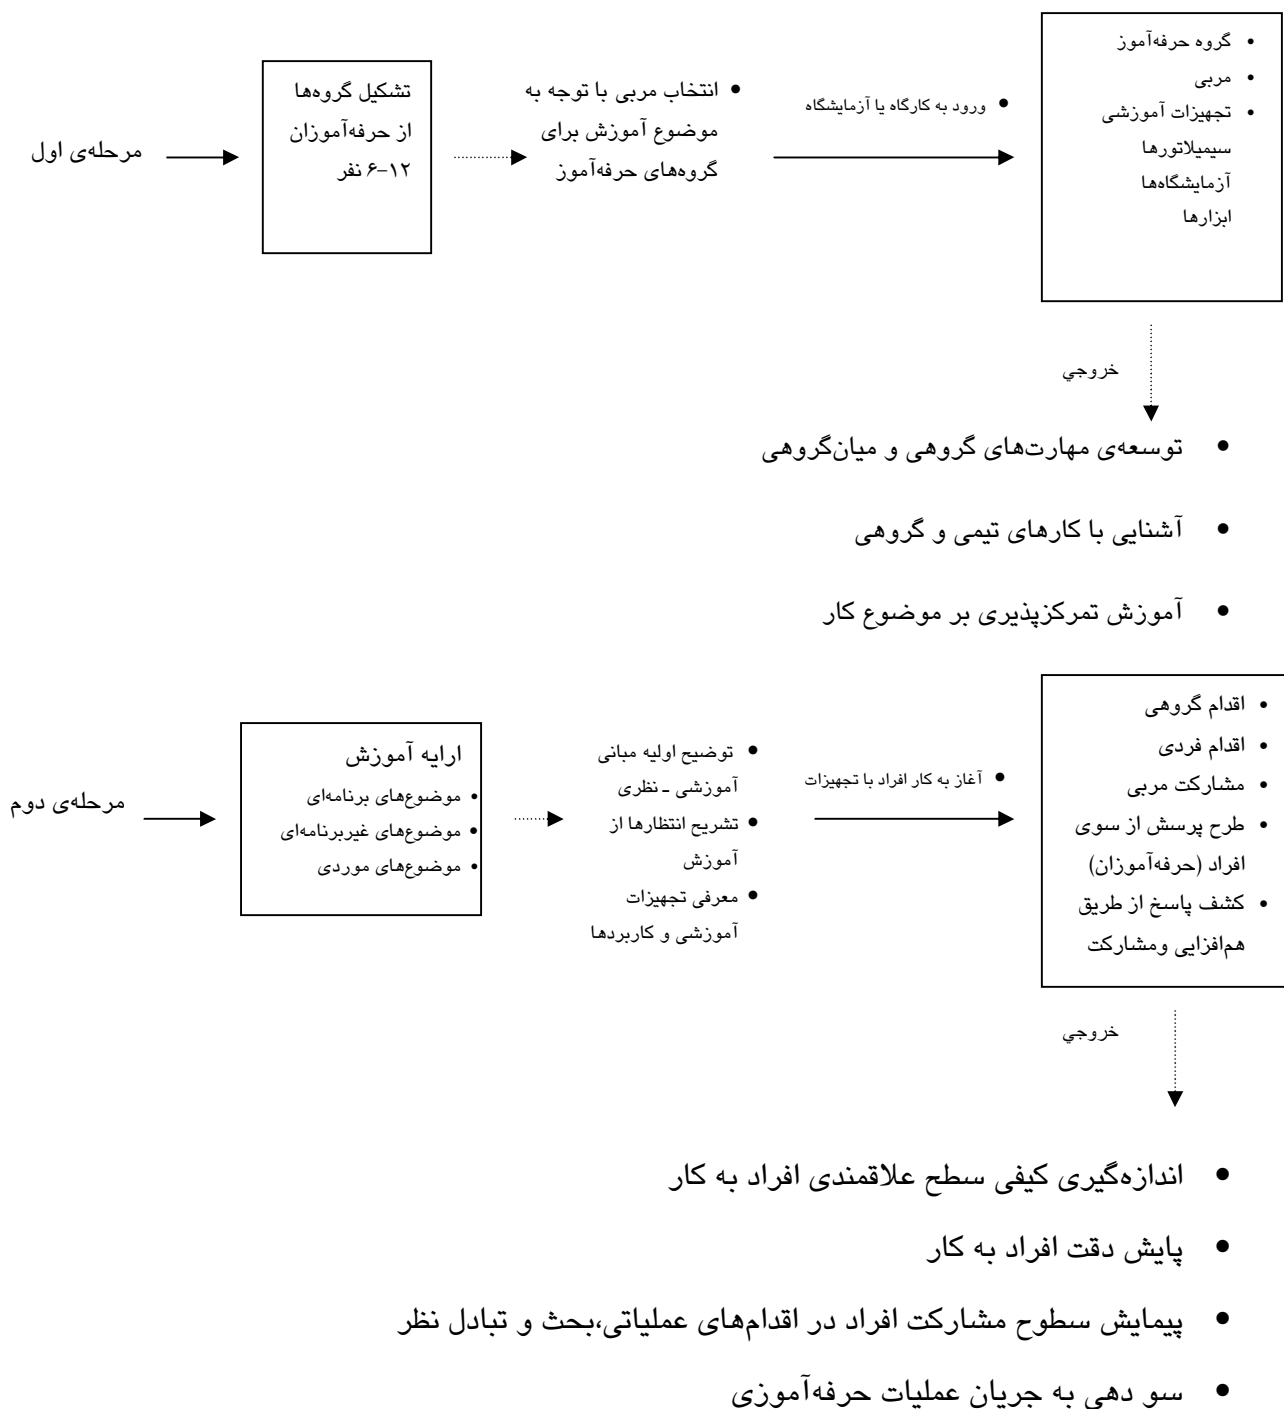 مرحله‌ی اول
تشکیل گروه‌ها
از حرفه‌آموزان
۶–۱۲ نفر
• انتخاب مربی با توجه به
موضوع آموزش برای
گروه‌های حرفه‌آموز
• ورود به کارگاه یا آزمایشگاه
• گروه حرفه‌آموز
• مربی
• تجهیزات آموزشی
سیمیلاتورها
آزمایشگاه‌ها
ابزارها
خروجي
• توسعه‌ی مهارت‌های گروهی و میان‌گروهی
• آشنایی با کارهای تیمی و گروهی
• آموزش تمرکزپذیری بر موضوع کار
مرحله‌ی دوم
ارایه آموزش
• موضوع‌های برنامه‌ای
• موضوع‌های غیربرنامه‌ای
• موضوع‌های موردی
• توضیح اولیه مبانی
آموزشی ـ نظری
• تشریح انتظارها از
آموزش
• معرفی تجهیزات
آموزشی و کاربردها
• آغاز به کار افراد با تجهیزات
• اقدام گروهی
• اقدام فردی
• مشارکت مربی
• طرح پرسش از سوی
افراد (حرفه‌آموزان)
• کشف پاسخ از طریق
هم‌افزایی ومشارکت
خروجي
• اندازه‌گیری کیفی سطح علاقمندی افراد به کار
• پایش دقت افراد به کار
• پیمایش سطوح مشارکت افراد در اقدام‌های عملیاتی،بحث و تبادل نظر
• سو دهی به جریان عملیات حرفه‌آموزی